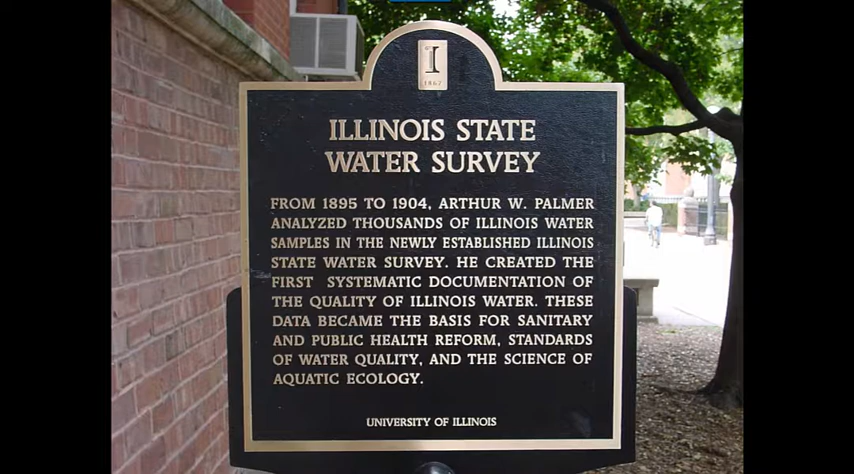 I
1867
ILLINOIS STATE
WATER SURVEY
FROM 1895 TO 1904, ARTHUR W. PALMER
ANALYZED THOUSANDS OF ILLINOIS WATER
SAMPLES IN THE NEWLY ESTABLISHED ILLINOIS
STATE WATER SURVEY. HE CREATED THE
FIRST SYSTEMATIC DOCUMENTATION OF
THE QUALITY OF ILLINOIS WATER. THESE
DATA BECAME THE BASIS FOR SANITARY
AND PUBLIC HEALTH REFORM, STANDARDS
OF WATER QUALITY, AND THE SCIENCE OF
AQUATIC ECOLOGY.
UNIVERSITY OF ILLINOIS